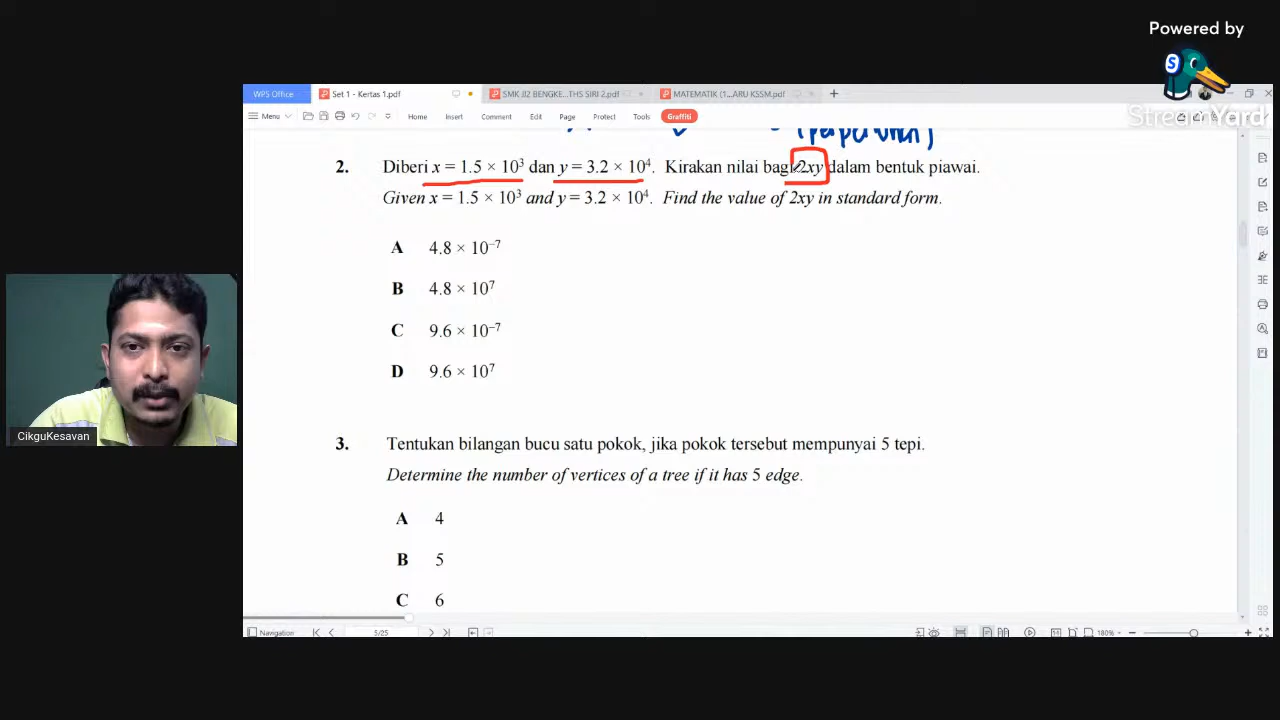 Powered by
S
StreamYard
WPS Office
Set 1 - Kertas 1.pdf
SMK JI2 BENGKE...THS SIRI 2.pdf
MATEMATIK (1...ARU KSSM.pdf
Menu
Home
Insert
Edit
Page
Comment
Tools
Protect
Graffiti
2. Diberi x = 1.5 × 10³ dan y = 3.2 × 10⁴. Kirakan nilai bagi 2xy dalam bentuk piawai.
Given x = 1.5 × 10³ and y = 3.2 × 10⁴. Find the value of 2xy in standard form.
A 4.8 × 10⁻⁷
B 4.8 × 10⁷
C 9.6 × 10⁻⁷
D 9.6 × 10⁷
CikguKesavan
3. Tentukan bilangan bucu satu pokok, jika pokok tersebut mempunyai 5 tepi.
Determine the number of vertices of a tree if it has 5 edge.
A 4
B 5
C 6
Navigation
5/25
180%